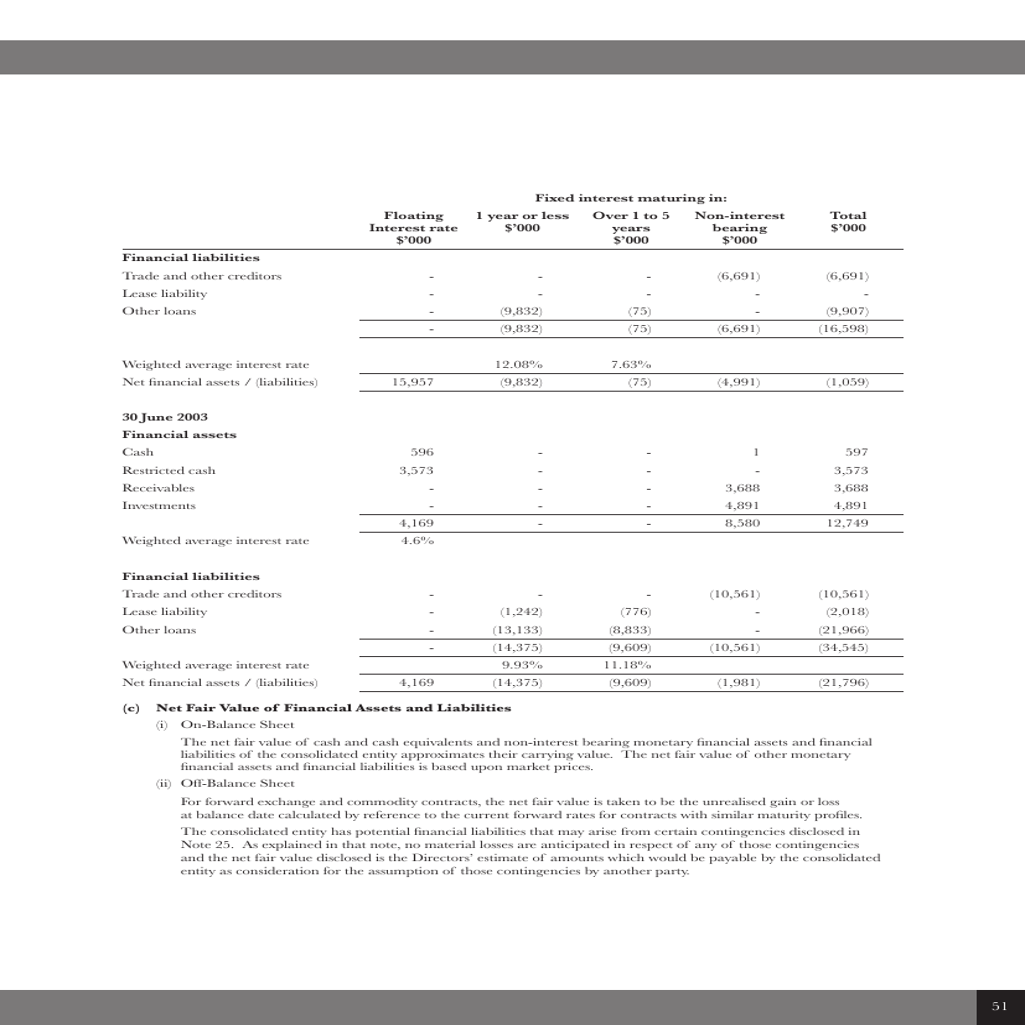 Fixed interest maturing in:
Floating 1 year or less Over 1 to 5 Non-interest Total
Interest rate $’000 years bearing $’000
$’000 $’000 $’000
Financial liabilities
Trade and other creditors - - - (6,691) (6,691)
Lease liability - - - - -
Other loans - (9,832) (75) - (9,907)
- (9,832) (75) (6,691) (16,598)
Weighted average interest rate 12.08% 7.63%
Net financial assets / (liabilities) 15,957 (9,832) (75) (4,991) (1,059)
30 June 2003
Financial assets
Cash 596 - - 1 597
Restricted cash 3,573 - - - 3,573
Receivables - - - 3,688 3,688
Investments - - - 4,891 4,891
4,169 - - 8,580 12,749
Weighted average interest rate 4.6%
Financial liabilities
Trade and other creditors - - - (10,561) (10,561)
Lease liability - (1,242) (776) - (2,018)
Other loans - (13,133) (8,833) - (21,966)
- (14,375) (9,609) (10,561) (34,545)
Weighted average interest rate 9.93% 11.18%
Net financial assets / (liabilities) 4,169 (14,375) (9,609) (1,981) (21,796)
(c) Net Fair Value of Financial Assets and Liabilities
(i) On-Balance Sheet
The net fair value of cash and cash equivalents and non-interest bearing monetary financial assets and financial
liabilities of the consolidated entity approximates their carrying value. The net fair value of other monetary
financial assets and financial liabilities is based upon market prices.
(ii) Off-Balance Sheet
For forward exchange and commodity contracts, the net fair value is taken to be the unrealised gain or loss
at balance date calculated by reference to the current forward rates for contracts with similar maturity profiles.
The consolidated entity has potential financial liabilities that may arise from certain contingencies disclosed in
Note 25. As explained in that note, no material losses are anticipated in respect of any of those contingencies
and the net fair value disclosed is the Directors’ estimate of amounts which would be payable by the consolidated
entity as consideration for the assumption of those contingencies by another party.
51